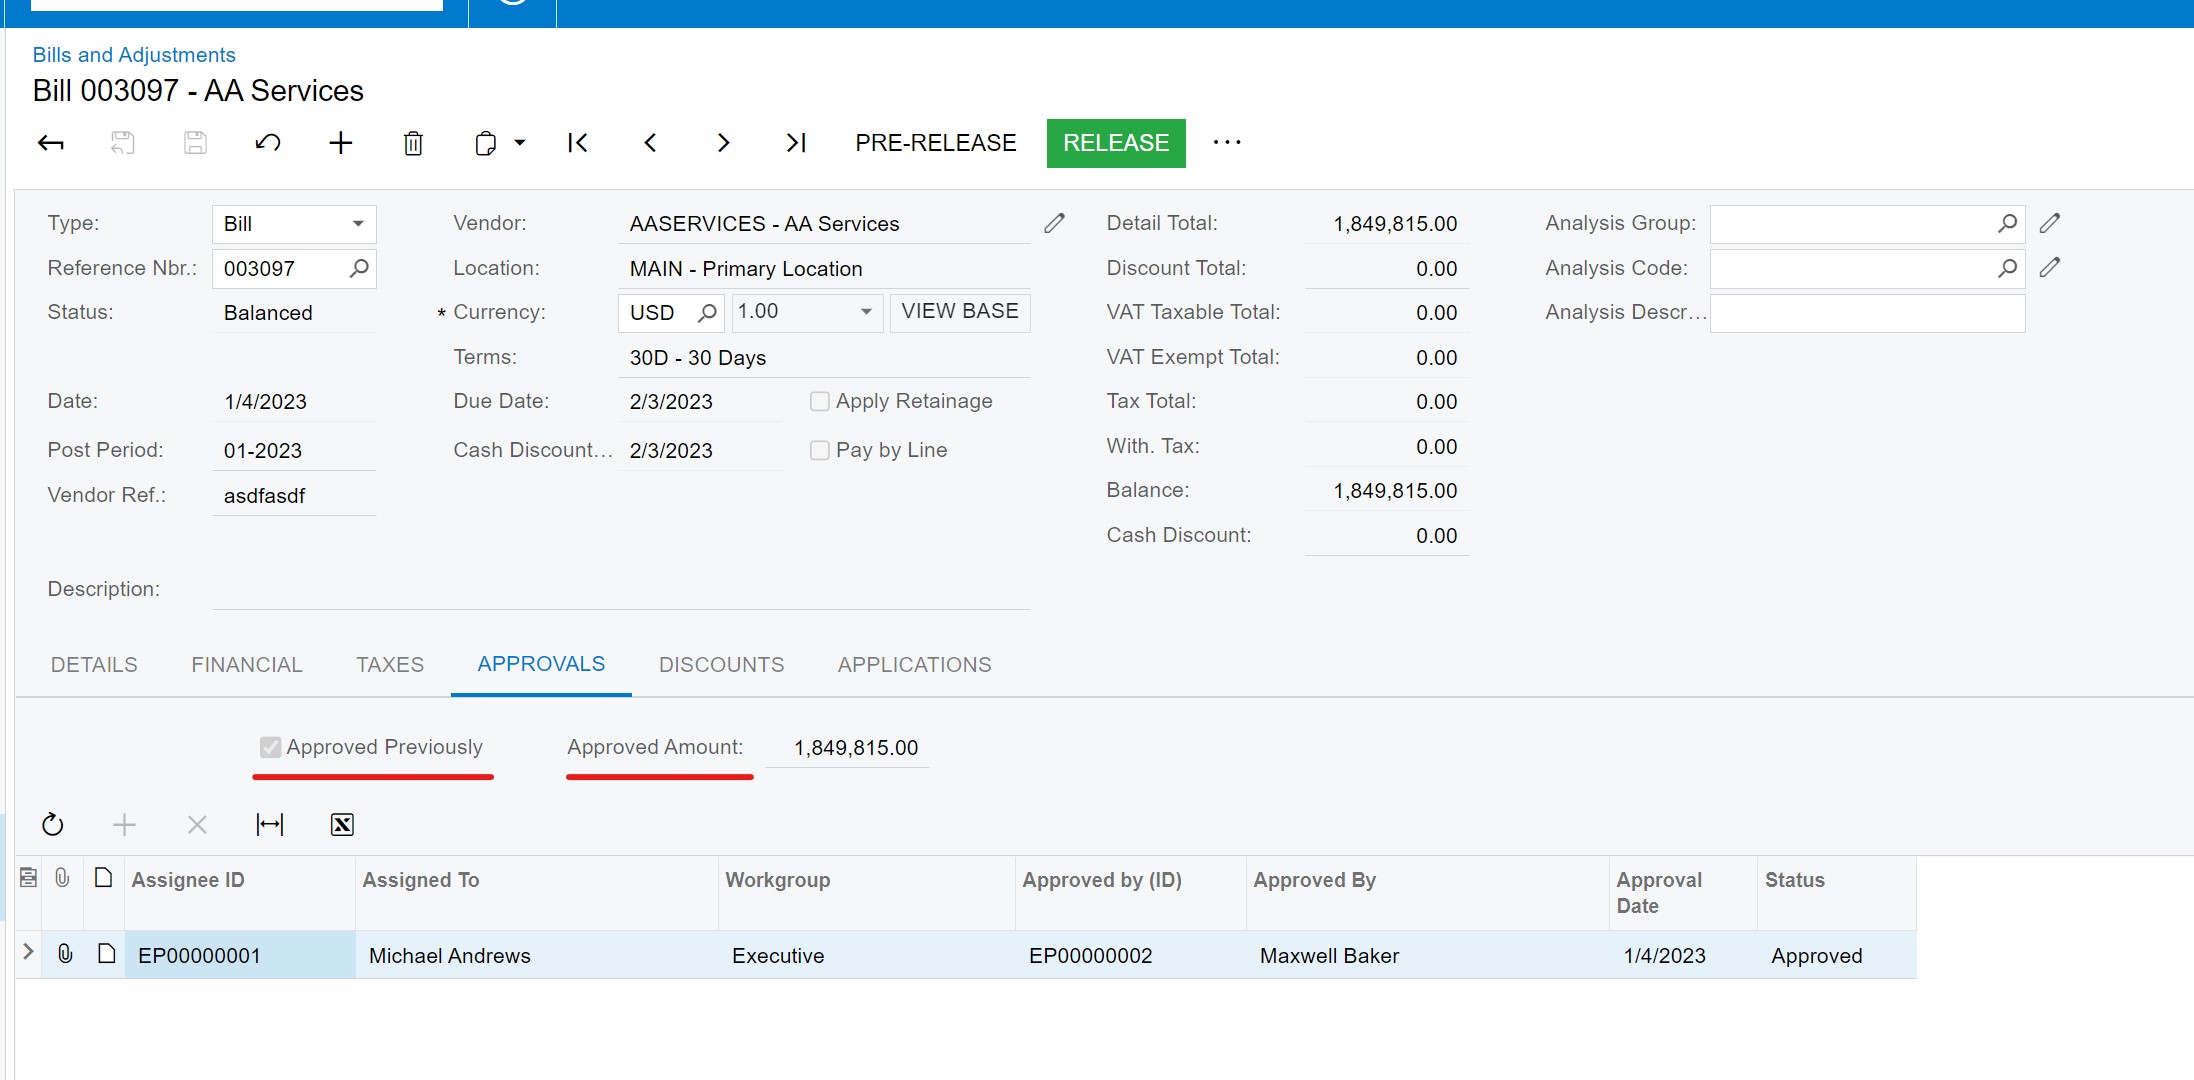 Bills and Adjustments
Bill 003097 - AA Services
PRE-RELEASE RELEASE ...
Type: Bill Vendor: AASERVICES - AA Services Detail Total: 1,849,815.00 Analysis Group:
Reference Nbr.: 003097 Location: MAIN - Primary Location Discount Total: 0.00 Analysis Code:
Status: Balanced * Currency: USD 1.00 VIEW BASE VAT Taxable Total: 0.00 Analysis Descr...
Terms: 30D - 30 Days VAT Exempt Total: 0.00
Date: 1/4/2023 Due Date: 2/3/2023 Apply Retainage Tax Total: 0.00
Post Period: 01-2023 Cash Discount... 2/3/2023 Pay by Line With. Tax: 0.00
Vendor Ref.: asdfasdf Balance: 1,849,815.00
Cash Discount: 0.00
Description:
DETAILS FINANCIAL TAXES APPROVALS DISCOUNTS APPLICATIONS
Approved Previously Approved Amount: 1,849,815.00
Assignee ID Assigned To Workgroup Approved by (ID) Approved By Approval Status
Date
EP00000001 Michael Andrews Executive EP00000002 Maxwell Baker 1/4/2023 Approved